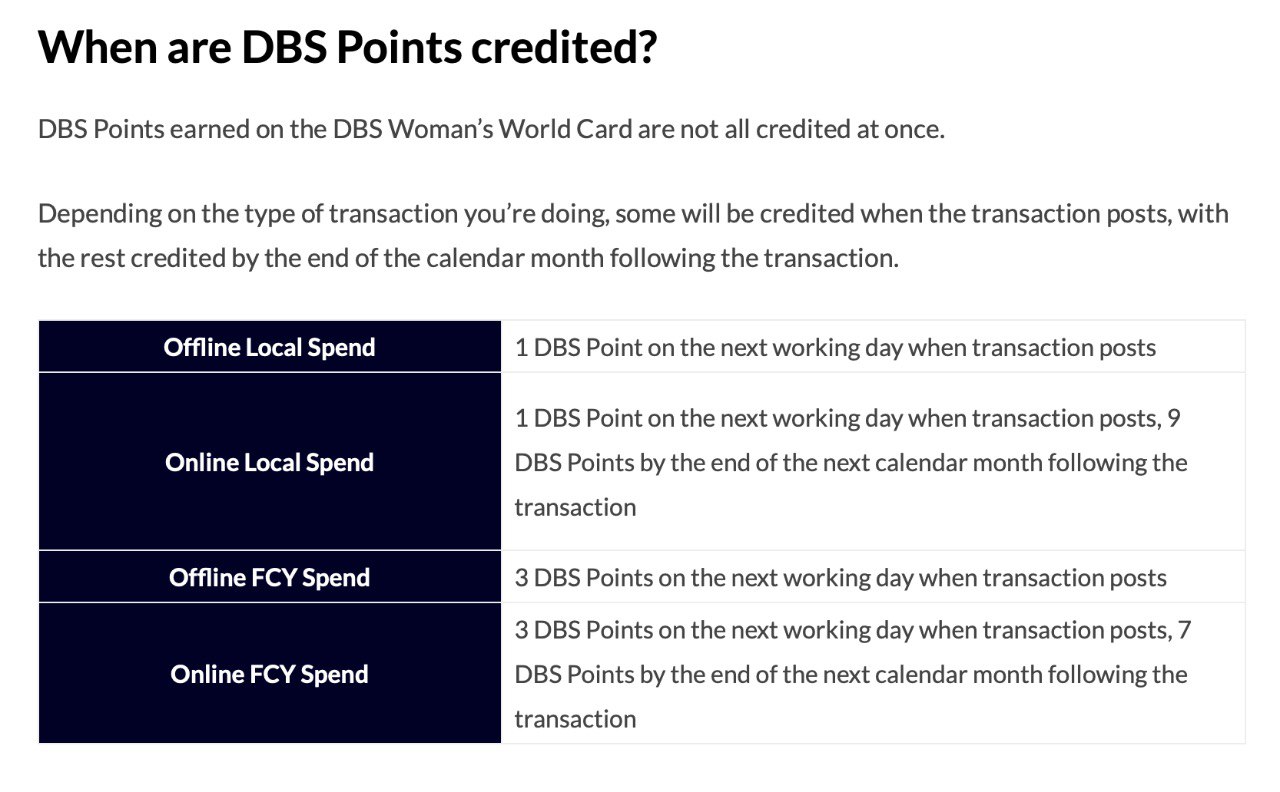 When are DBS Points credited?
DBS Points earned on the DBS Woman’s World Card are not all credited at once.
Depending on the type of transaction you’re doing, some will be credited when the transaction posts, with
the rest credited by the end of the calendar month following the transaction.
Offline Local Spend
1 DBS Point on the next working day when transaction posts
Online Local Spend
1 DBS Point on the next working day when transaction posts, 9
DBS Points by the end of the next calendar month following the
transaction
Offline FCY Spend
3 DBS Points on the next working day when transaction posts
Online FCY Spend
3 DBS Points on the next working day when transaction posts, 7
DBS Points by the end of the next calendar month following the
transaction